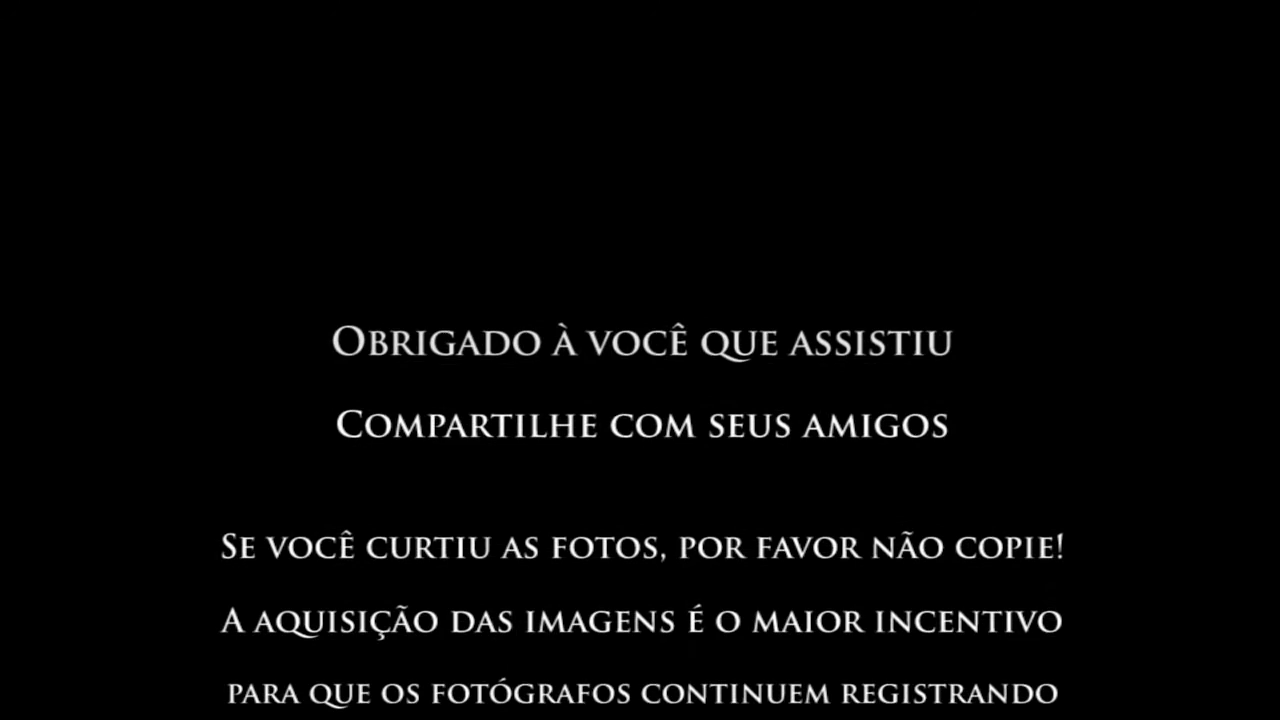 Obrigado à você que assistiu
Compartilhe com seus amigos
Se você curtiu as fotos, por favor não copie!
A aquisição das imagens é o maior incentivo
para que os fotógrafos continuem registrando